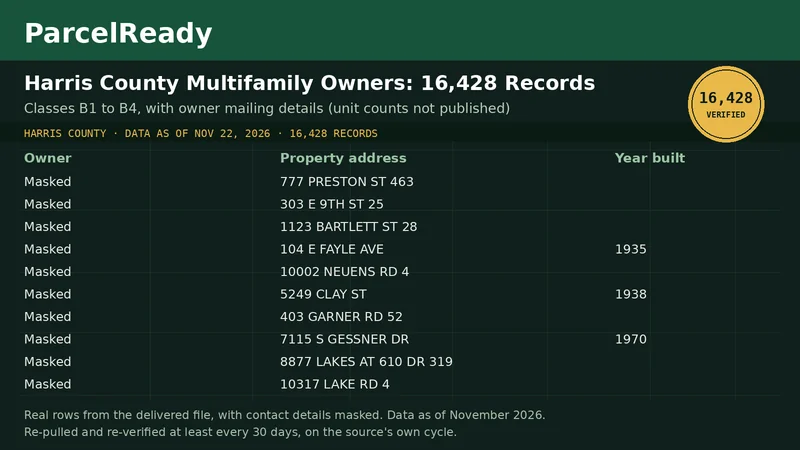 ParcelReady
Harris County Multifamily Owners: 16,428 Records
Classes B1 to B4, with owner mailing details (unit counts not published)
16,428
VERIFIED
HARRIS COUNTY · DATA AS OF NOV 22, 2026 · 16,428 RECORDS
Owner Property address Year built
Masked 777 PRESTON ST 463
Masked 303 E 9TH ST 25
Masked 1123 BARTLETT ST 28
Masked 104 E FAYLE AVE 1935
Masked 10002 NEUENS RD 4
Masked 5249 CLAY ST 1938
Masked 403 GARNER RD 52
Masked 7115 S GESSNER DR 1970
Masked 8877 LAKES AT 610 DR 319
Masked 10317 LAKE RD 4
Real rows from the delivered file, with contact details masked. Data as of November 2026.
Re-pulled and re-verified at least every 30 days, on the source's own cycle.